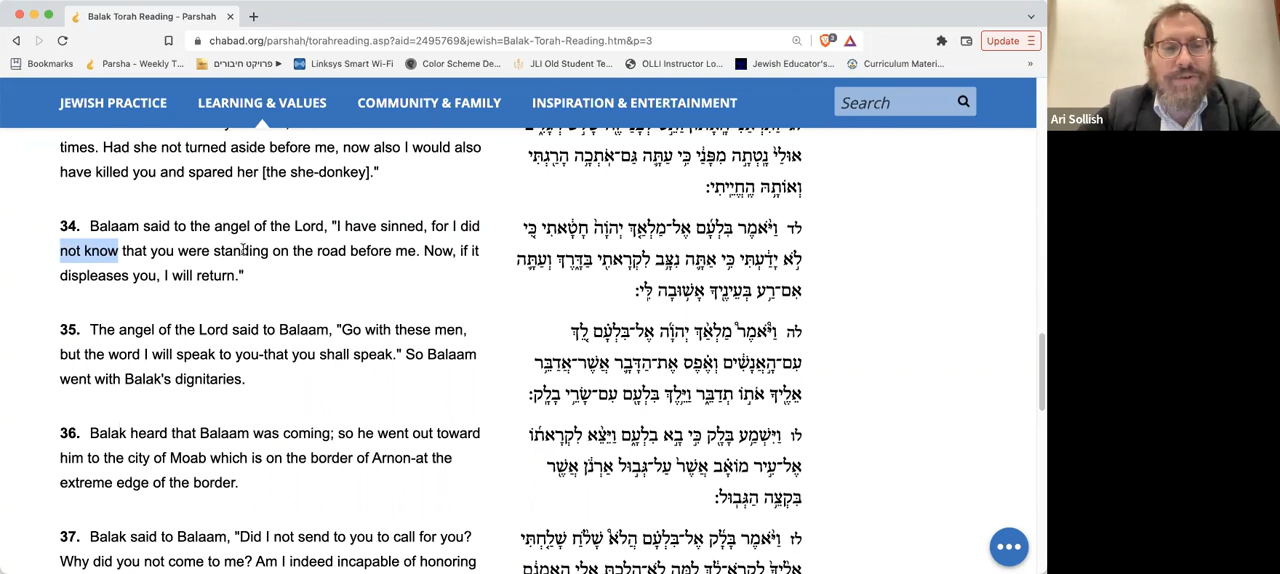 Balak Torah Reading - Parshah
chabad.org/parshah/torahreading.asp?aid=2495769&jewish=Balak-Torah-Reading.htm&p=3
3
Update
Bookmarks
Parsha - Weekly T...
פרויקט חיבורים
Linksys Smart Wi-Fi
Color Scheme De...
JLI Old Student Te...
OLLI Instructor Lo...
Jewish Educator's...
Curriculum Materi...
»
JEWISH PRACTICE
LEARNING & VALUES
COMMUNITY & FAMILY
INSPIRATION & ENTERTAINMENT
Search
Ari Sollish
times. Had she not turned aside before me, now also I would also
have killed you and spared her [the she-donkey]."
אוּלַי֙ נָֽטְתָ֣ה מִפָּנַ֔י כִּ֥י עַתָּ֛ה גַּם־אֹֽתְכָ֥ה הָרַ֖גְתִּי
וְאוֹתָ֥הּ הֶֽחֱיֵֽיתִי:
34. Balaam said to the angel of the Lord, "I have sinned, for I did
not know that you were standing on the road before me. Now, if it
displeases you, I will return."
לד וַיֹּ֨אמֶר בִּלְעָ֜ם אֶל־מַלְאַ֤ךְ יְהֹוָה֙ חָטָ֔אתִי כִּ֚י
לֹ֣א יָדַ֔עְתִּי כִּ֥י אַתָּ֛ה נִצָּ֥ב לִקְרָאתִ֖י בַּדָּ֑רֶךְ וְעַתָּ֛ה
אִם־רַ֥ע בְּעֵינֶ֖יךָ אָשׁ֥וּבָה לִּֽי:
35. The angel of the Lord said to Balaam, "Go with these men,
but the word I will speak to you-that you shall speak." So Balaam
went with Balak's dignitaries.
לה וַיֹּ֩אמֶר֩ מַלְאַ֨ךְ יְהֹוָ֜ה אֶל־בִּלְעָ֗ם לֵ֚ךְ
עִם־הָ֣אֲנָשִׁ֔ים וְאֶ֗פֶס אֶת־הַדָּבָ֛ר אֲשֶׁר־אֲדַבֵּ֥ר
אֵלֶ֖יךָ אֹת֣וֹ תְדַבֵּ֑ר וַיֵּ֥לֶךְ בִּלְעָ֖ם עִם־שָׂרֵ֥י בָלָֽק:
36. Balak heard that Balaam was coming; so he went out toward
him to the city of Moab which is on the border of Arnon-at the
extreme edge of the border.
לו וַיִּשְׁמַ֥ע בָּלָ֖ק כִּ֣י בָ֣א בִלְעָ֑ם וַיֵּצֵ֨א לִקְרָאת֜וֹ
אֶל־עִ֣יר מוֹאָ֗ב אֲשֶׁר֙ עַל־גְּב֣וּל אַרְנֹ֔ן אֲשֶׁ֖ר
בִּקְצֵ֥ה הַגְּבֽוּל:
37. Balak said to Balaam, "Did I not send to you to call for you?
Why did you not come to me? Am I indeed incapable of honoring
לז וַיֹּ֨אמֶר בָּלָ֜ק אֶל־בִּלְעָ֗ם הֲלֹא֩ שָׁלֹ֨חַ שָׁלַ֤חְתִּי
אֵלֶ֨יךָ֙ לִקְרֹא־לָ֔ךְ לָ֥מָּה לֹֽא־הָלַ֖כְתָּ אֵלָ֑י הַֽאֻמְנָ֔ם